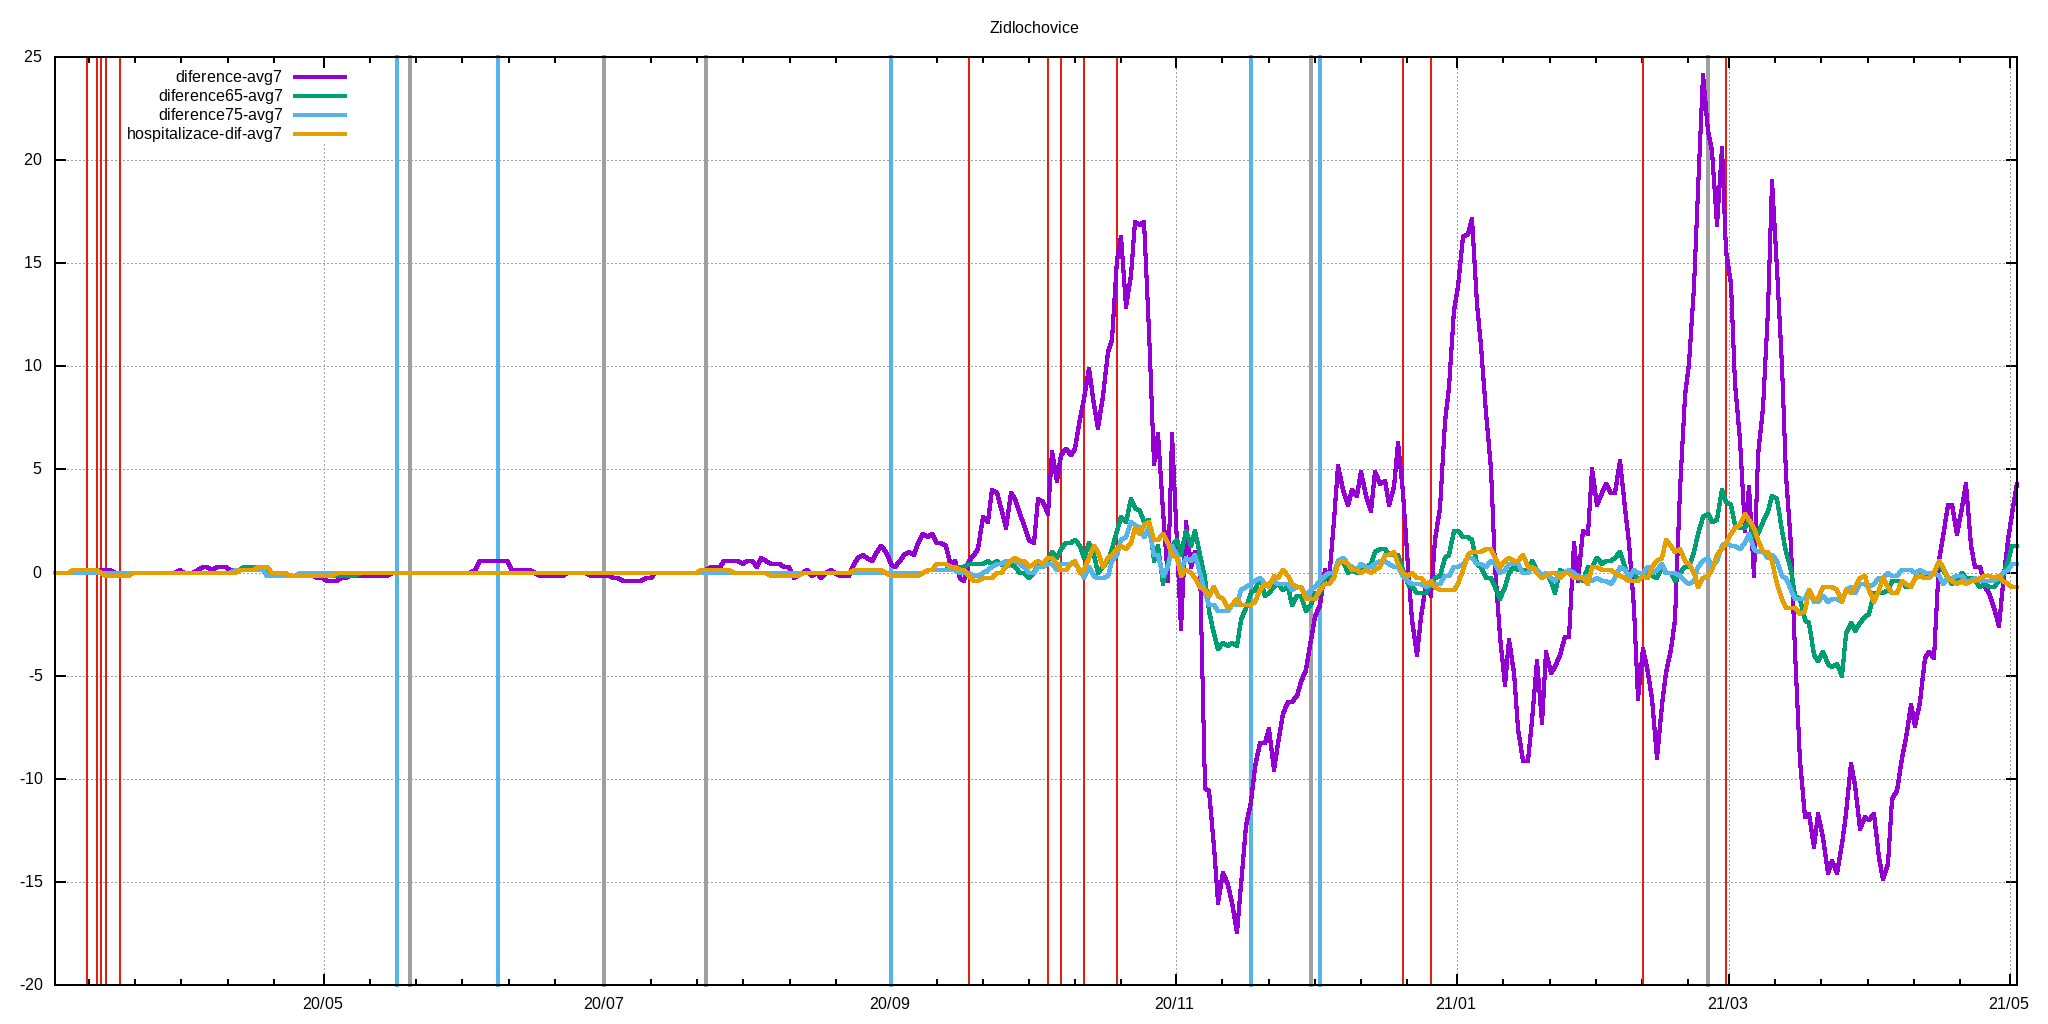 Zidlochovice
25
20
15
10
5
0
-5
-10
-15
-20
diference-avg7
diference65-avg7
diference75-avg7
hospitalizace-dif-avg7
20/05 20/07 20/09 20/11 21/01 21/03 21/05